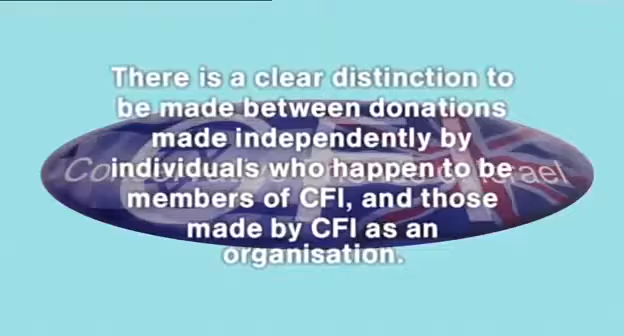 There is a clear distinction to
be made between donations
made independently by
individuals who happen to be
members of CFI, and those
made by CFI as an
organisation.